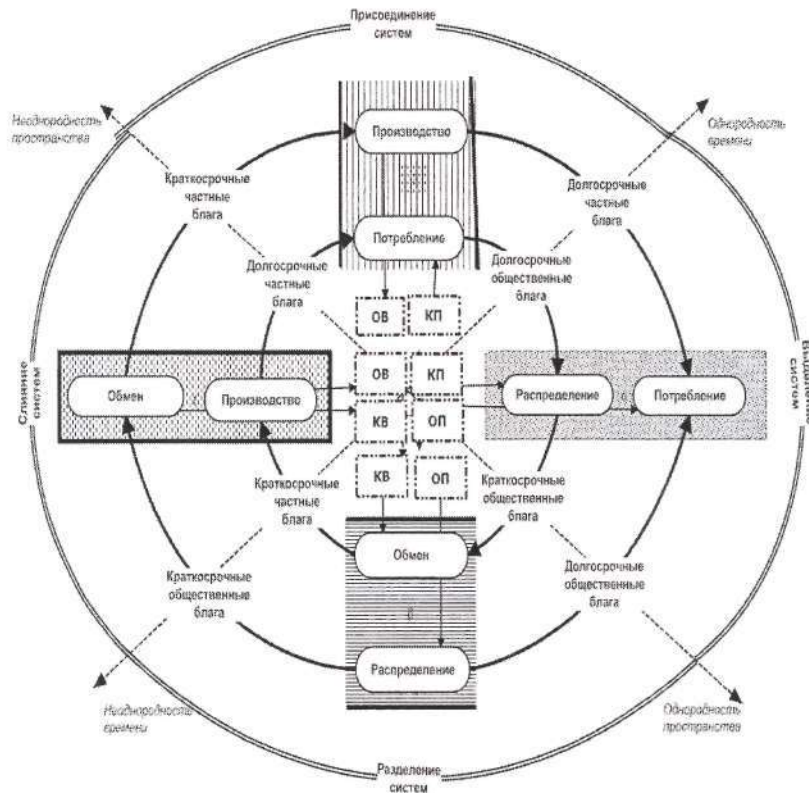 Присоединение
систем
Неоднородность
пространства
Однородность
времени
Производство
Краткосрочные
частные
блага
Долгосрочные
частные
блага
Потребление
Долгосрочные
частные
блага
Долгосрочные
общественные
блага
ОВ
КП
Слияние
систем
Обмен
Производство
ОВ
КП
Распределение
Потребление
систем
КВ
ОП
КВ
ОП
Краткосрочные
частные
блага
Краткосрочные
общественные
блага
Обмен
Краткосрочные
общественные
блага
Долгосрочные
общественные
блага
Распределение
Неоднородность
времени
Однородность
пространства
Разделение
систем